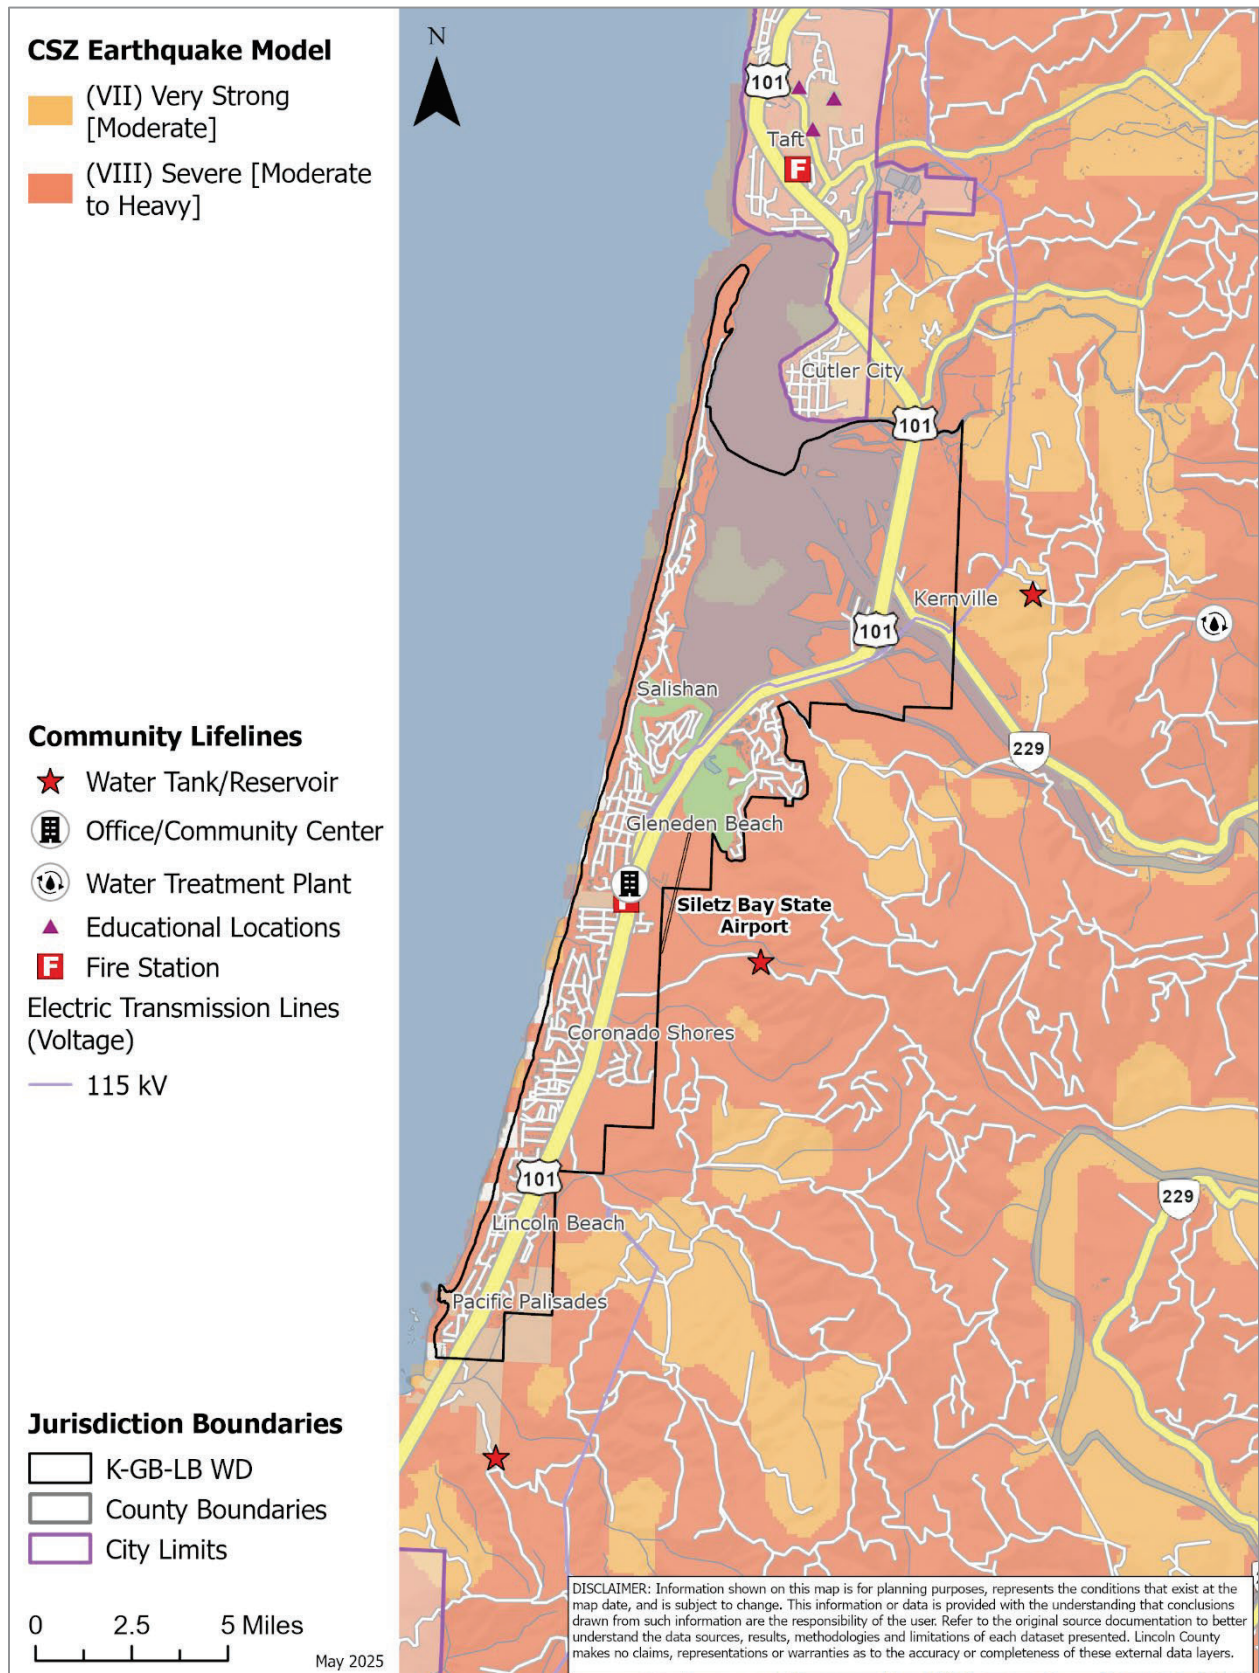 CSZ Earthquake Model
(VII) Very Strong
[Moderate]
(VIII) Severe [Moderate
to Heavy]
Community Lifelines
Water Tank/Reservoir
Office/Community Center
Water Treatment Plant
Educational Locations
F Fire Station
Electric Transmission Lines
(Voltage)
115 kV
Jurisdiction Boundaries
K-GB-LB WD
County Boundaries
City Limits
0 2.5 5 Miles
May 2025
N
101
Taft
F
Cutler City
101
Kernville
101
Salishan
229
Gleneden Beach
F
Siletz Bay State
Airport
Coronado Shores
101
229
Lincoln Beach
Pacific Palisades
DISCLAIMER: Information shown on this map is for planning purposes, represents the conditions that exist at the
map date, and is subject to change. This information or data is provided with the understanding that conclusions
drawn from such information are the responsibility of the user. Refer to the original source documentation to better
understand the data sources, results, methodologies and limitations of each dataset presented. Lincoln County
makes no claims, representations or warranties as to the accuracy or completeness of these external data layers.